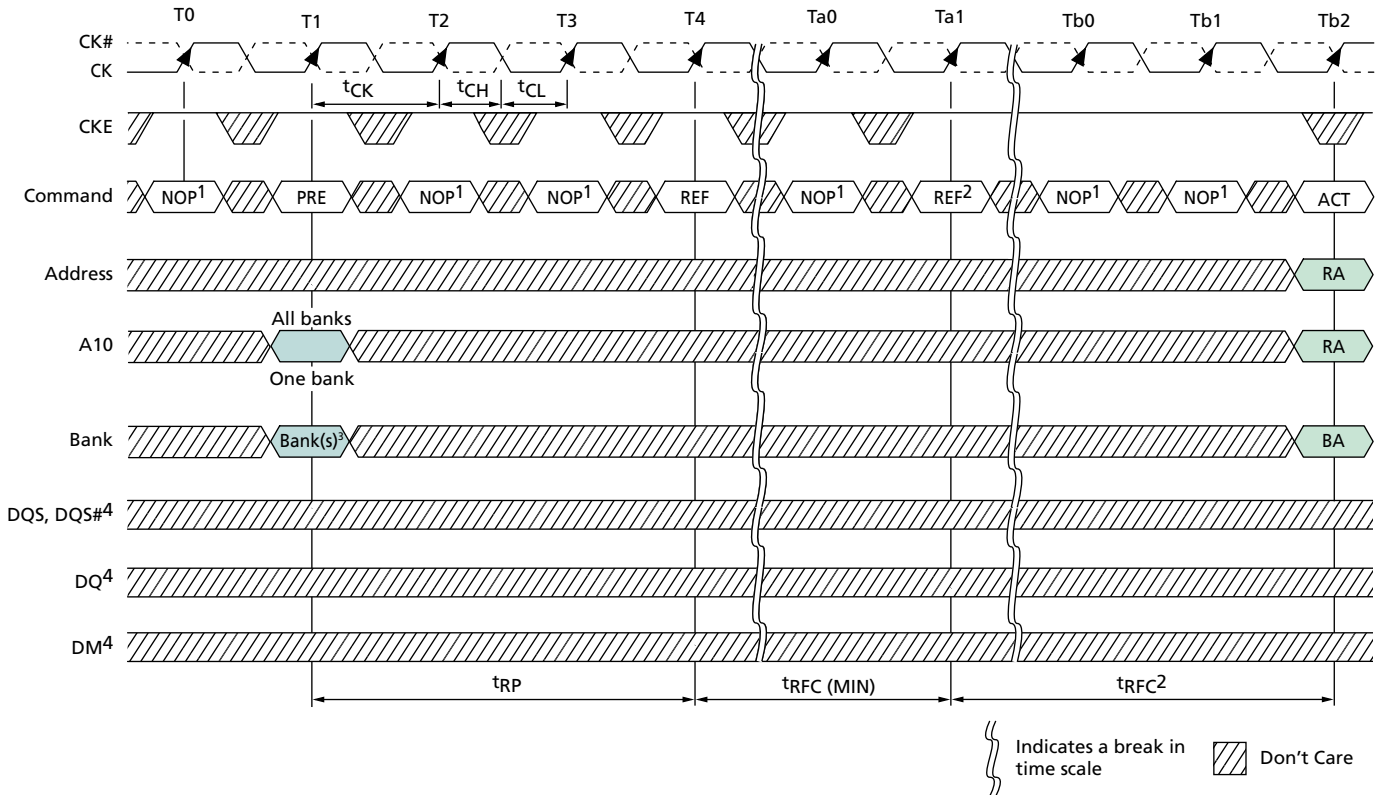 T0 T1 T2 T3 T4 Ta0 Ta1 Tb0 Tb1 Tb2
CK#
CK
tCK tCH tCL
CKE
Command NOP1 PRE NOP1 NOP1 REF NOP1 REF2 NOP1 NOP1 ACT
Address RA
All banks
A10 RA
One bank
Bank Bank(s)3 BA
DQS, DQS#4
DQ4
DM4
tRP tRFC (MIN) tRFC2
Indicates a break in
time scale
Don't Care